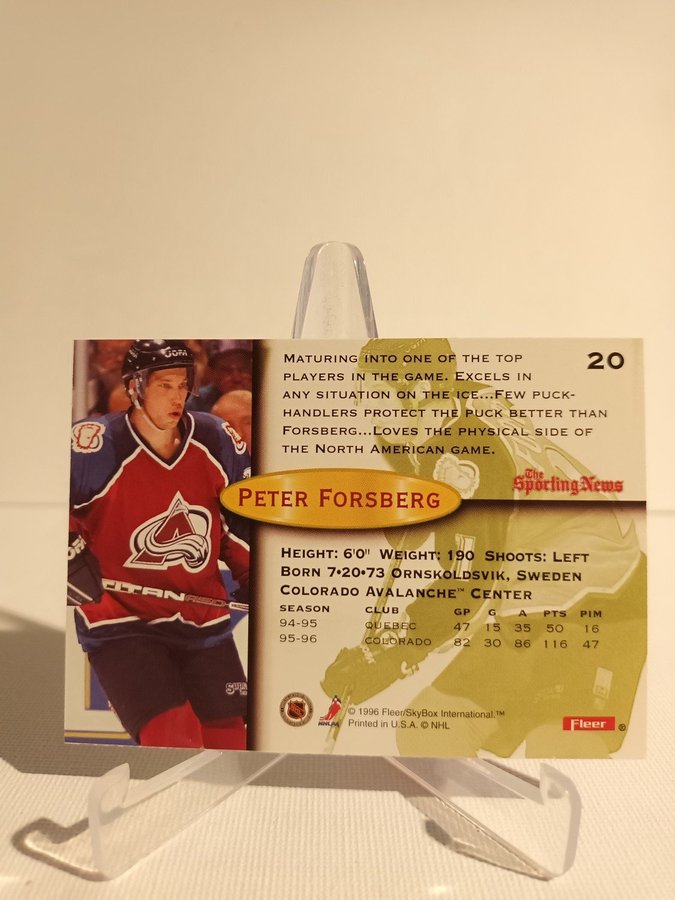 20
MATURING INTO ONE OF THE TOP
PLAYERS IN THE GAME. EXCELS IN
ANY SITUATION ON THE ICE...FEW PUCK-
HANDLERS PROTECT THE PUCK BETTER THAN
FORSBERG...LOVES THE PHYSICAL SIDE OF
THE NORTH AMERICAN GAME.
The
Sporting News
PETER FORSBERG
HEIGHT: 6'0" WEIGHT: 190 SHOOTS: LEFT
BORN 7•20•73 ORNSKOLDSVIK, SWEDEN
COLORADO AVALANCHE™ CENTER
SEASON CLUB GP G A PTS PIM
94-95 QUEBEC 47 15 35 50 16
95-96 COLORADO 82 30 86 116 47
© 1996 Fleer/SkyBox International.™
Printed in U.S.A. © NHL
NHLPA
Fleer ®
JOFA
TITAN